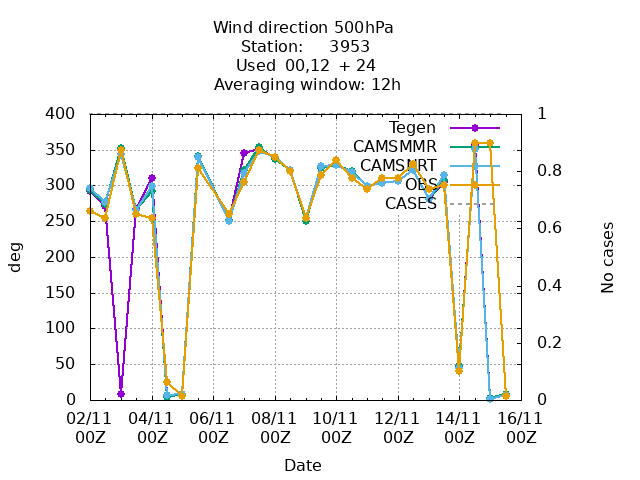 Wind direction 500hPa
Station: 3953
Used 00,12 + 24
Averaging window: 12h
Tegen
CAMSMMR
CAMSMRT
OBS
CASES
400
350
300
250
200
150
100
50
0
deg
1
0.8
0.6
0.4
0.2
0
No cases
02/11 04/11 06/11 08/11 10/11 12/11 14/11 16/11
00Z 00Z 00Z 00Z 00Z 00Z 00Z 00Z
Date